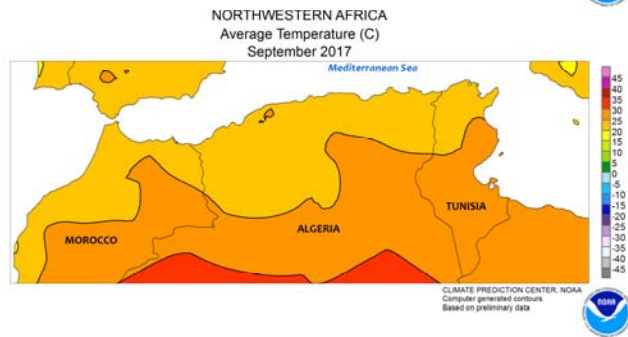 NORTHWESTERN AFRICA
Average Temperature (C)
September 2017
Mediterranean Sea
45
40
35
30
25
20
15
10
5
0
-5
-10
-15
-20
-25
-30
-35
-40
-45
TUNISIA
ALGERIA
MOROCCO
CLIMATE PREDICTION CENTER, NOAA
Computer generated contours
Based on preliminary data
NOAA